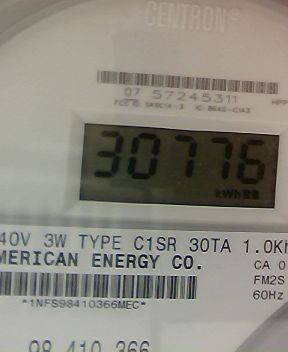 CENTRON®
07 57245311
30776
kWh
40V 3W TYPE C1SR 30TA 1.0Kh
MERICAN ENERGY CO.
CA 0
FM2S
60Hz
*1NFS98410366MEC*
98 410 366